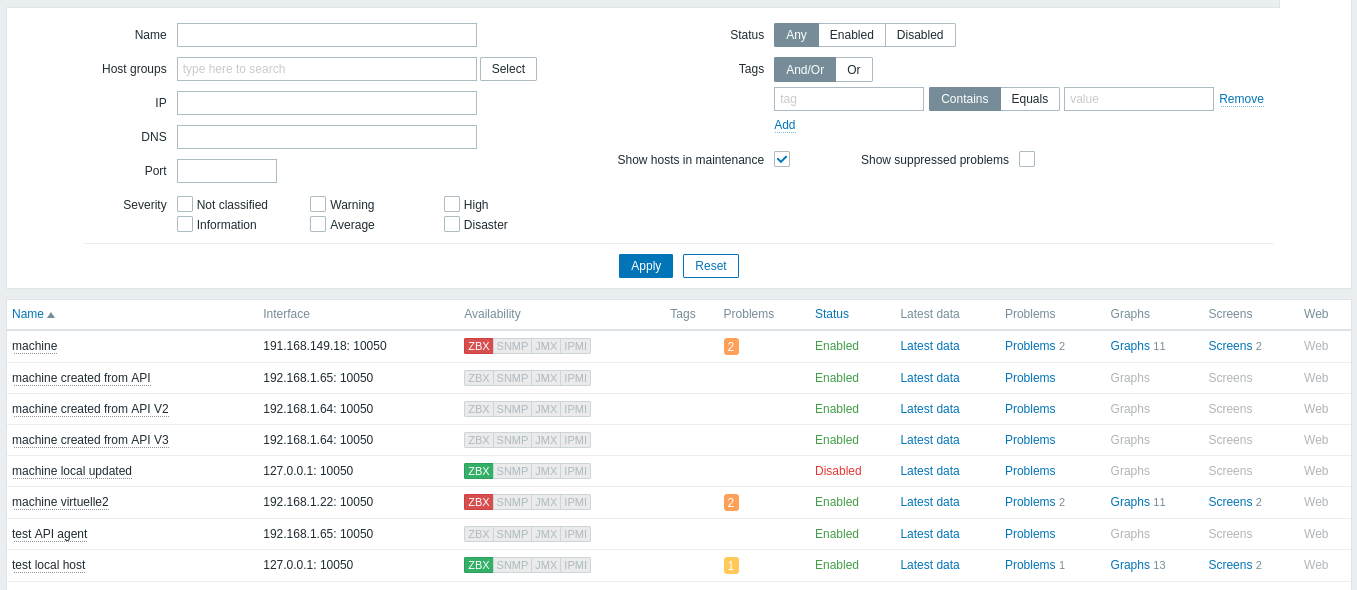 Name
Host groups type here to search Select
IP
DNS
Port
Severity Not classified Warning High
Information Average Disaster
Status Any Enabled Disabled
Tags And/Or Or
tag Contains Equals value Remove
Add
Show hosts in maintenance Show suppressed problems
Apply Reset
Name Interface Availability Tags Problems Status Latest data Problems Graphs Screens Web
machine 191.168.149.18: 10050 ZBX SNMP JMX IPMI 2 Enabled Latest data Problems 2 Graphs 11 Screens 2 Web
machine created from API 192.168.1.65: 10050 ZBX SNMP JMX IPMI Enabled Latest data Problems Graphs Screens Web
machine created from API V2 192.168.1.64: 10050 ZBX SNMP JMX IPMI Enabled Latest data Problems Graphs Screens Web
machine created from API V3 192.168.1.64: 10050 ZBX SNMP JMX IPMI Enabled Latest data Problems Graphs Screens Web
machine local updated 127.0.0.1: 10050 ZBX SNMP JMX IPMI Disabled Latest data Problems Graphs Screens Web
machine virtuelle2 192.168.1.22: 10050 ZBX SNMP JMX IPMI 2 Enabled Latest data Problems 2 Graphs 11 Screens 2 Web
test API agent 192.168.1.65: 10050 ZBX SNMP JMX IPMI Enabled Latest data Problems Graphs Screens Web
test local host 127.0.0.1: 10050 ZBX SNMP JMX IPMI 1 Enabled Latest data Problems 1 Graphs 13 Screens 2 Web